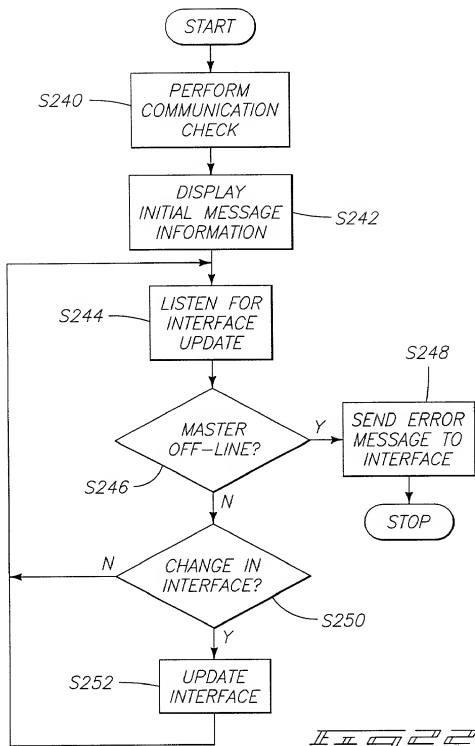 START
S240
PERFORM
COMMUNICATION
CHECK
DISPLAY
INITIAL MESSAGE
INFORMATION
S242
S244
LISTEN FOR
INTERFACE
UPDATE
S248
MASTER
OFF-LINE?
Y
SEND ERROR
MESSAGE TO
INTERFACE
S246
N
STOP
N
CHANGE IN
INTERFACE?
S250
Y
S252
UPDATE
INTERFACE